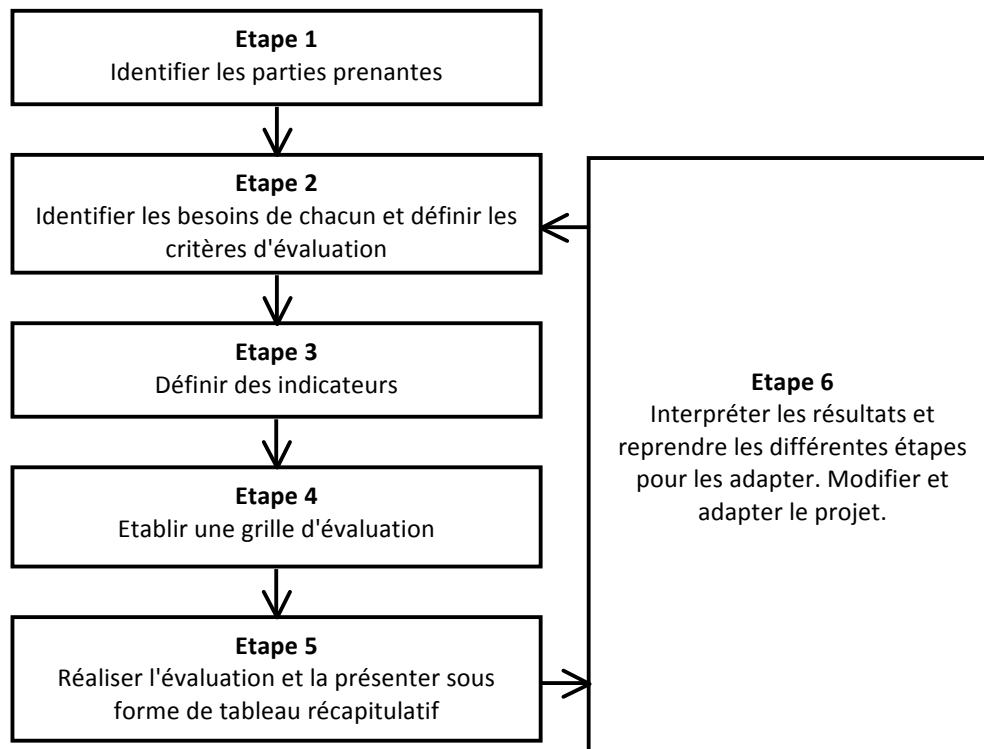 Etape 1
Identifier les parties prenantes
Etape 2
Identifier les besoins de chacun et définir les
critères d'évaluation
Etape 3
Définir des indicateurs
Etape 4
Etablir une grille d'évaluation
Etape 5
Réaliser l'évaluation et la présenter sous
forme de tableau récapitulatif
Etape 6
Interpréter les résultats et
reprendre les différentes étapes
pour les adapter. Modifier et
adapter le projet.